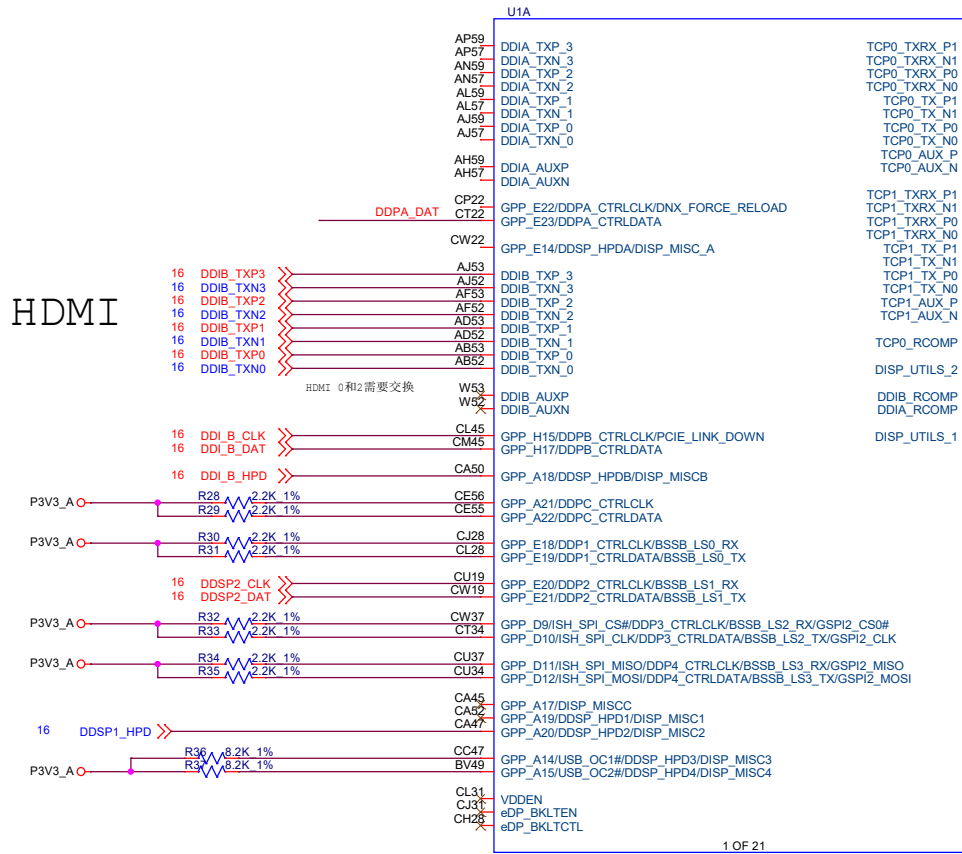 U1A
AP59 DDIA_TXP_3 TCP0_TXRX_P1
AP57 DDIA_TXN_3 TCP0_TXRX_N1
AN59 DDIA_TXP_2 TCP0_TXRX_P0
AN57 DDIA_TXN_2 TCP0_TXRX_N0
AL59 DDIA_TXP_1 TCP0_TX_P1
AL57 DDIA_TXN_1 TCP0_TX_N1
AJ59 DDIA_TXP_0 TCP0_TX_P0
AJ57 DDIA_TXN_0 TCP0_TX_N0
TCP0_AUX_P
AH59 DDIA_AUXP TCP0_AUX_N
AH57 DDIA_AUXN
TCP1_TXRX_P1
CP22 GPP_E22/DDPA_CTRLCLK/DNX_FORCE_RELOAD TCP1_TXRX_N1
DDPA_DAT CT22 GPP_E23/DDPA_CTRLDATA TCP1_TXRX_P0
TCP1_TXRX_N0
CW22 GPP_E14/DDSP_HPDA/DISP_MISC_A TCP1_TX_P1
TCP1_TX_N1
16 DDIB_TXP3 AJ53 DDIB_TXP_3 TCP1_TX_P0
16 DDIB_TXN3 AJ52 DDIB_TXN_3 TCP1_TX_N0
16 DDIB_TXP2 AF53 DDIB_TXP_2 TCP1_AUX_P
HDMI
16 DDIB_TXN2 AF52 DDIB_TXN_2 TCP1_AUX_N
16 DDIB_TXP1 AD53 DDIB_TXP_1
16 DDIB_TXN1 AD52 DDIB_TXN_1 TCP0_RCOMP
16 DDIB_TXP0 AB53 DDIB_TXP_0
16 DDIB_TXN0 AB52 DDIB_TXN_0 DISP_UTILS_2
HDMI 0和2需要交换
W53 DDIB_AUXP DDIB_RCOMP
W52 DDIB_AUXN DDIA_RCOMP
16 DDI_B_CLK CL45 GPP_H15/DDPB_CTRLCLK/PCIE_LINK_DOWN DISP_UTILS_1
16 DDI_B_DAT CM45 GPP_H17/DDPB_CTRLDATA
16 DDI_B_HPD CA50 GPP_A18/DDSP_HPDB/DISP_MISCB
P3V3_A R28 2.2K_1% CE56 GPP_A21/DDPC_CTRLCLK
R29 2.2K_1% CE55 GPP_A22/DDPC_CTRLDATA
P3V3_A R30 2.2K_1% CJ28 GPP_E18/DDP1_CTRLCLK/BSSB_LS0_RX
R31 2.2K_1% CL28 GPP_E19/DDP1_CTRLDATA/BSSB_LS0_TX
16 DDSP2_CLK CU19 GPP_E20/DDP2_CTRLCLK/BSSB_LS1_RX
16 DDSP2_DAT CW19 GPP_E21/DDP2_CTRLDATA/BSSB_LS1_TX
P3V3_A R32 2.2K_1% CW37 GPP_D9/ISH_SPI_CS#/DDP3_CTRLCLK/BSSB_LS2_RX/GSPI2_CS0#
R33 2.2K_1% CT34 GPP_D10/ISH_SPI_CLK/DDP3_CTRLDATA/BSSB_LS2_TX/GSPI2_CLK
P3V3_A R34 2.2K_1% CU37 GPP_D11/ISH_SPI_MISO/DDP4_CTRLCLK/BSSB_LS3_RX/GSPI2_MISO
R35 2.2K_1% CU34 GPP_D12/ISH_SPI_MOSI/DDP4_CTRLDATA/BSSB_LS3_TX/GSPI2_MOSI
CA45 GPP_A17/DISP_MISCC
CA52 GPP_A19/DDSP_HPD1/DISP_MISC1
16 DDSP1_HPD CA47 GPP_A20/DDSP_HPD2/DISP_MISC2
R36 8.2K_1% CC47 GPP_A14/USB_OC1#/DDSP_HPD3/DISP_MISC3
P3V3_A R37 8.2K_1% BV49 GPP_A15/USB_OC2#/DDSP_HPD4/DISP_MISC4
CL31 VDDEN
CJ31 eDP_BKLTEN
CH28 eDP_BKLTCTL
1 OF 21